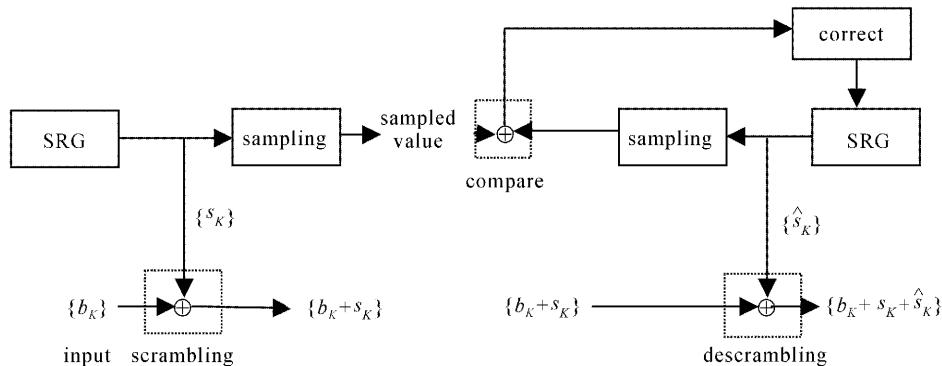 correct
SRG
sampling
sampled
value
⊕
sampling
SRG
compare
{s_K}
{ŝ_K}
{b_K}
⊕
{b_K+s_K}
{b_K+s_K}
⊕
{b_K+ s_K + ŝ_K}
input
scrambling
descrambling